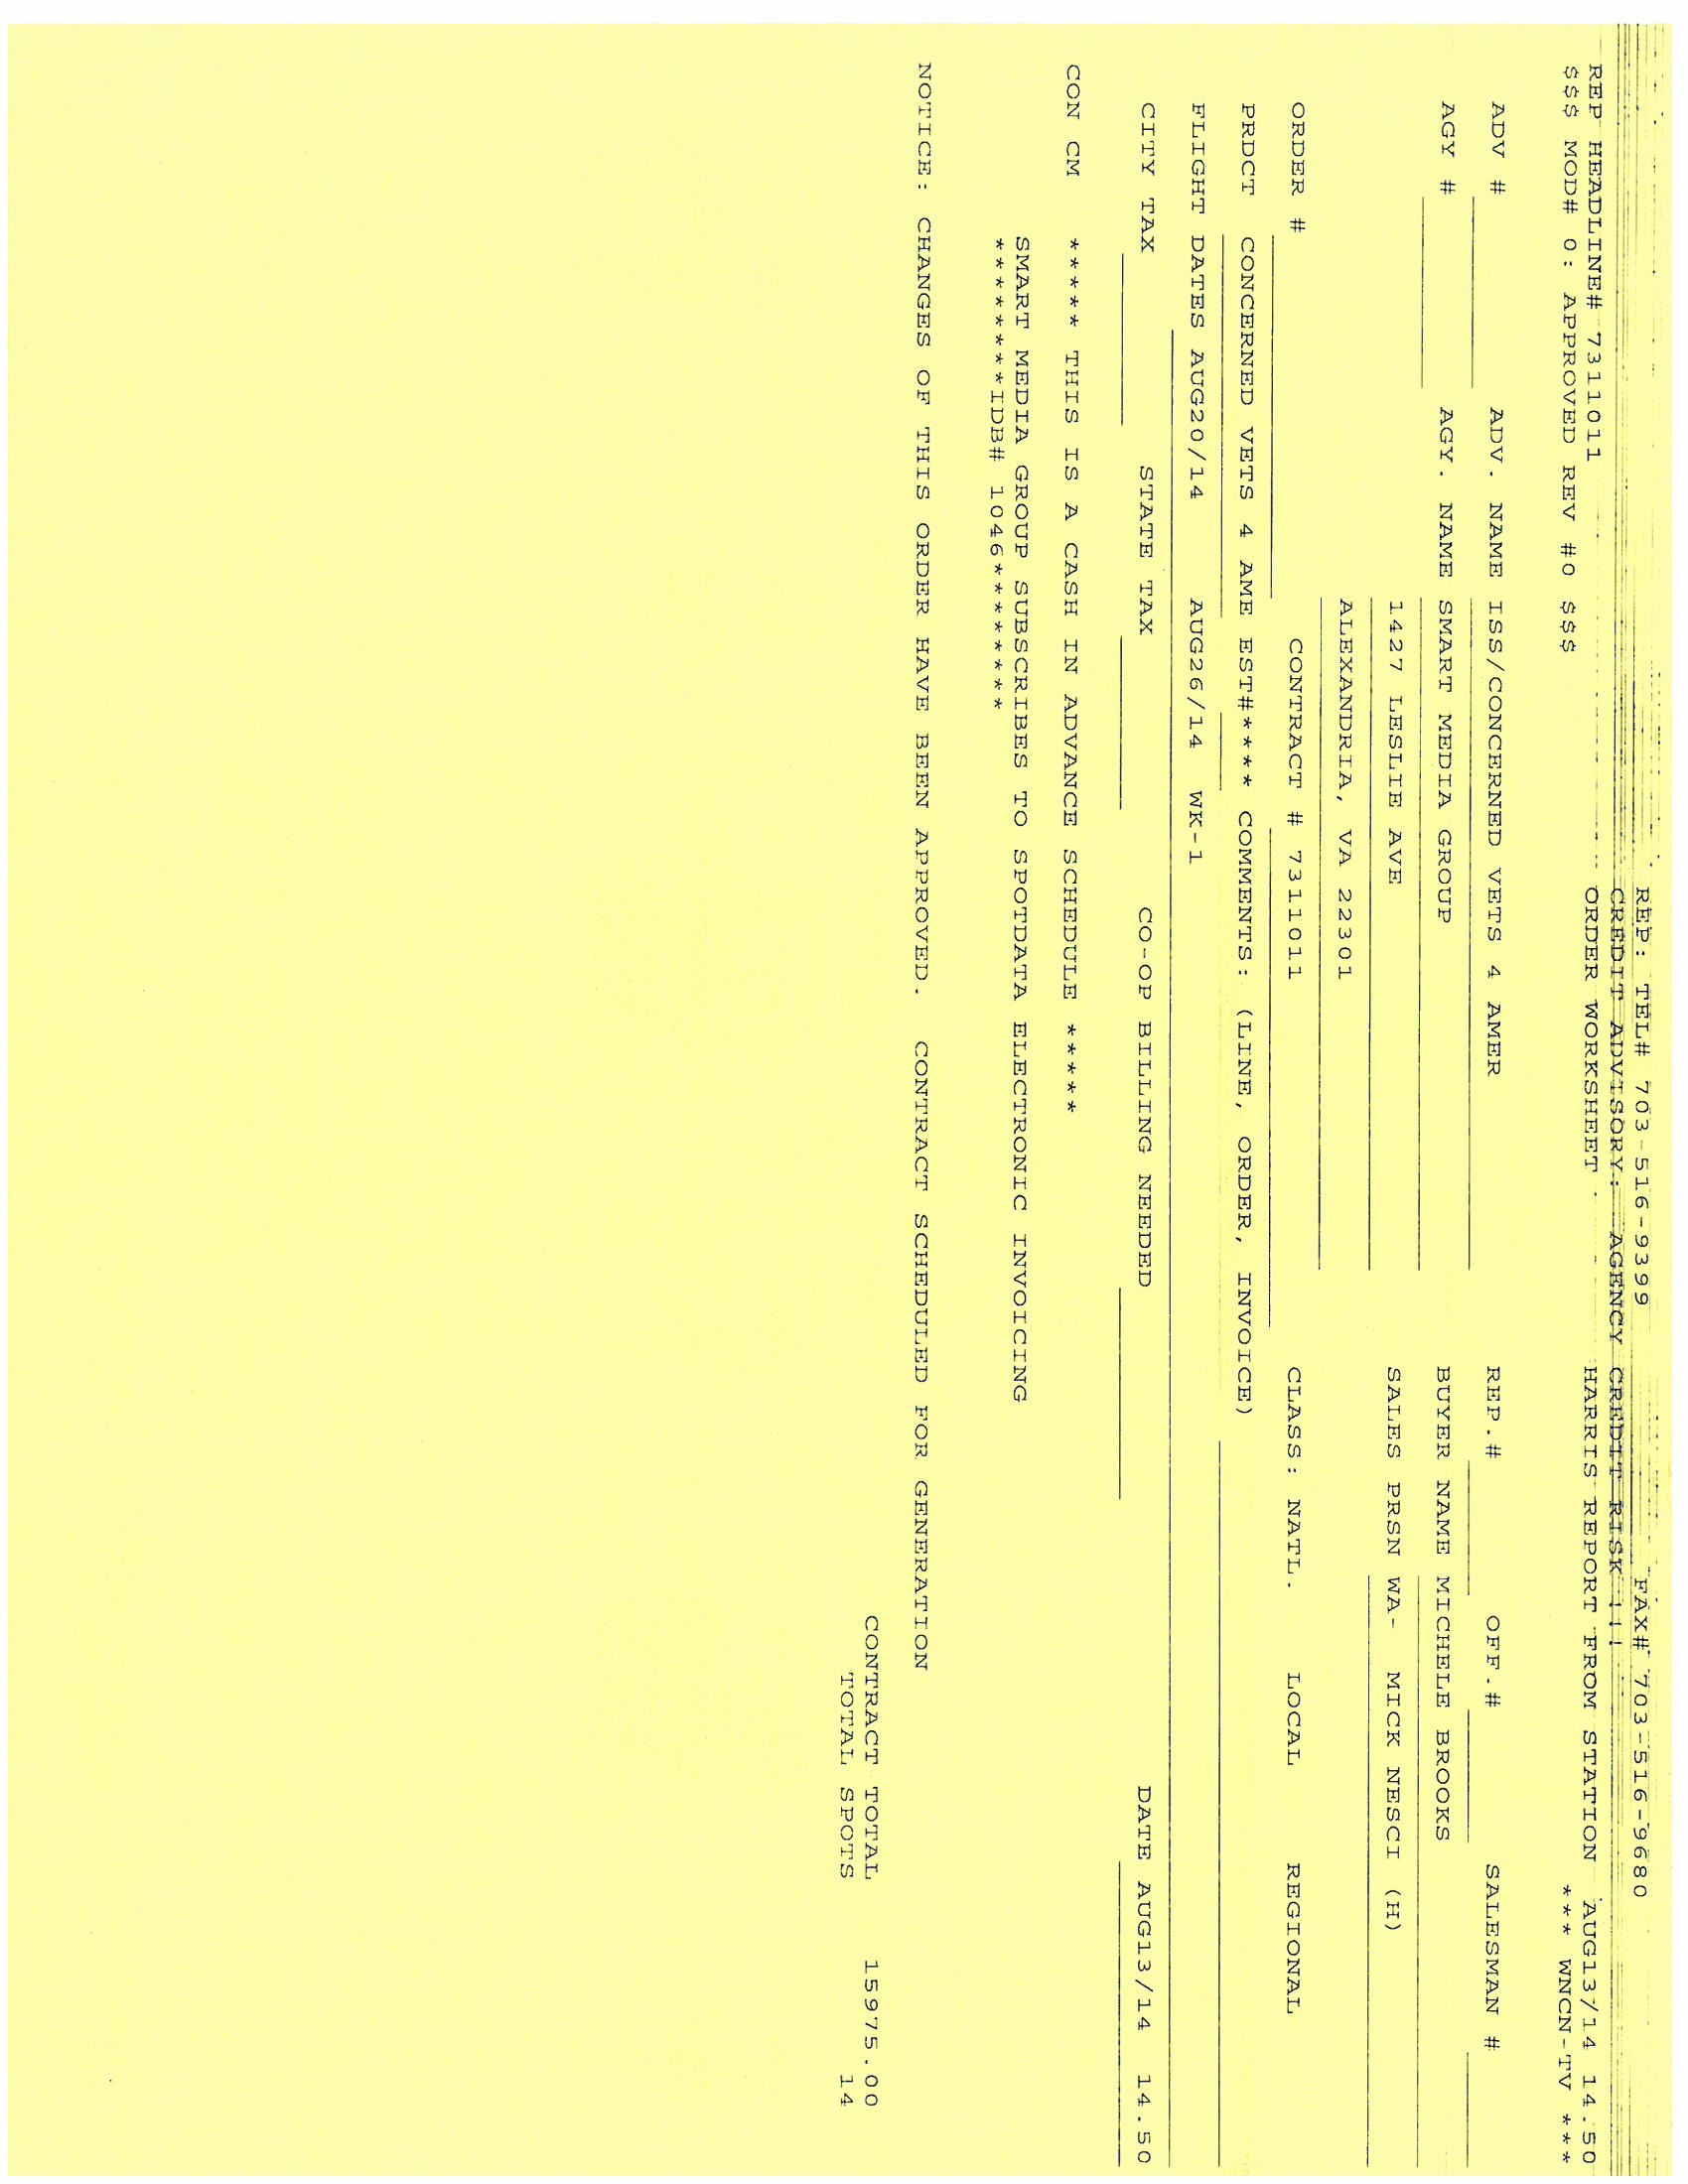 REP: TEL# 703-516-9399 FAX# 703-516-9680
CREDIT ADVISORY: AGENCY CREDIT RISK !!!
REP HEADLINE# 7311011 ORDER WORKSHEET HARRIS REPORT FROM STATION AUG13/14 14.50
$$$ MOD# 0: APPROVED REV #0 $$$ *** WNCN-TV ***
ADV # ADV. NAME ISS/CONCERNED VETS 4 AMER REP.# OFF.# SALESMAN #
AGY # AGY. NAME SMART MEDIA GROUP BUYER NAME MICHELE BROOKS
1427 LESLIE AVE SALES PRSN WA- MICK NESCI (H)
ALEXANDRIA, VA 22301
ORDER # CONTRACT # 7311011 CLASS: NATL. LOCAL REGIONAL
PRDCT CONCERNED VETS 4 AME EST#**** COMMENTS: (LINE, ORDER, INVOICE)
FLIGHT DATES AUG20/14 AUG26/14 WK-1
CITY TAX STATE TAX CO-OP BILLING NEEDED DATE AUG13/14 14.50
CON CM ***** THIS IS A CASH IN ADVANCE SCHEDULE *****
SMART MEDIA GROUP SUBSCRIBES TO SPOTDATA ELECTRONIC INVOICING
********IDB# 1046********
NOTICE: CHANGES OF THIS ORDER HAVE BEEN APPROVED. CONTRACT SCHEDULED FOR GENERATION
CONTRACT TOTAL 15975.00
TOTAL SPOTS 14